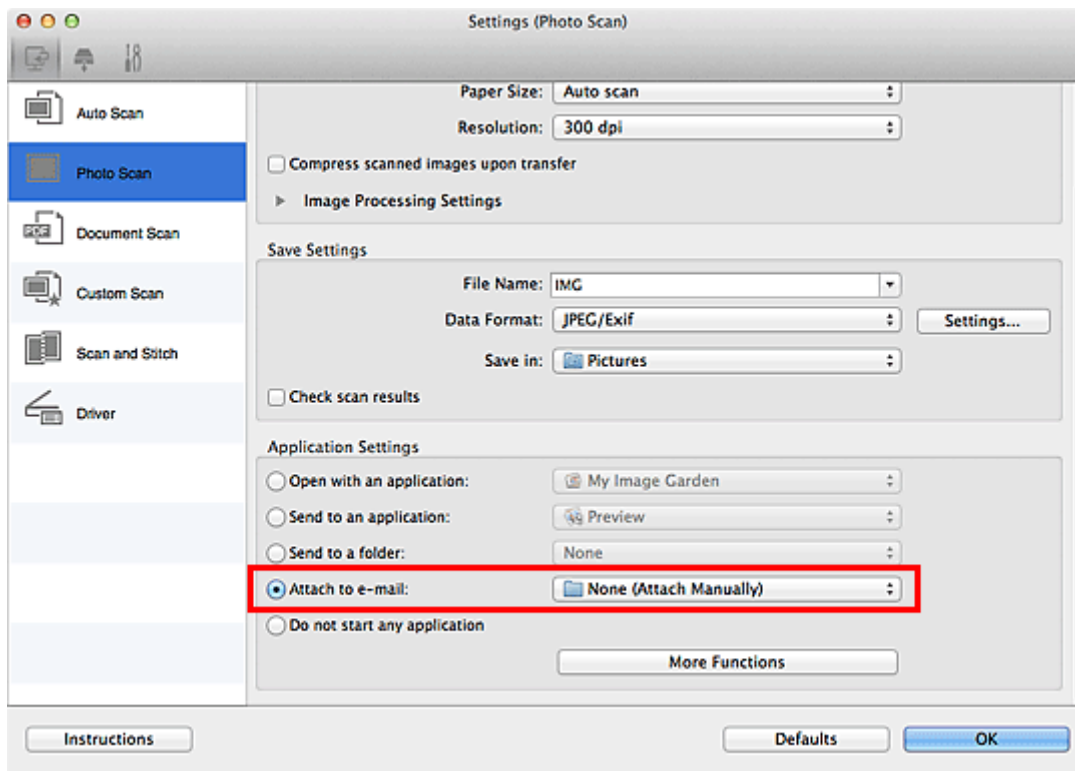 Settings (Photo Scan)
Auto Scan
Photo Scan
PDF
Document Scan
Custom Scan
Scan and Stitch
Driver
Paper Size: Auto scan
Resolution: 300 dpi
Compress scanned images upon transfer
Image Processing Settings
Save Settings
File Name: IMG
Data Format: JPEG/Exif Settings...
Save in: Pictures
Check scan results
Application Settings
Open with an application: My Image Garden
Send to an application: Preview
Send to a folder: None
Attach to e-mail: None (Attach Manually)
Do not start any application
More Functions
Instructions Defaults OK